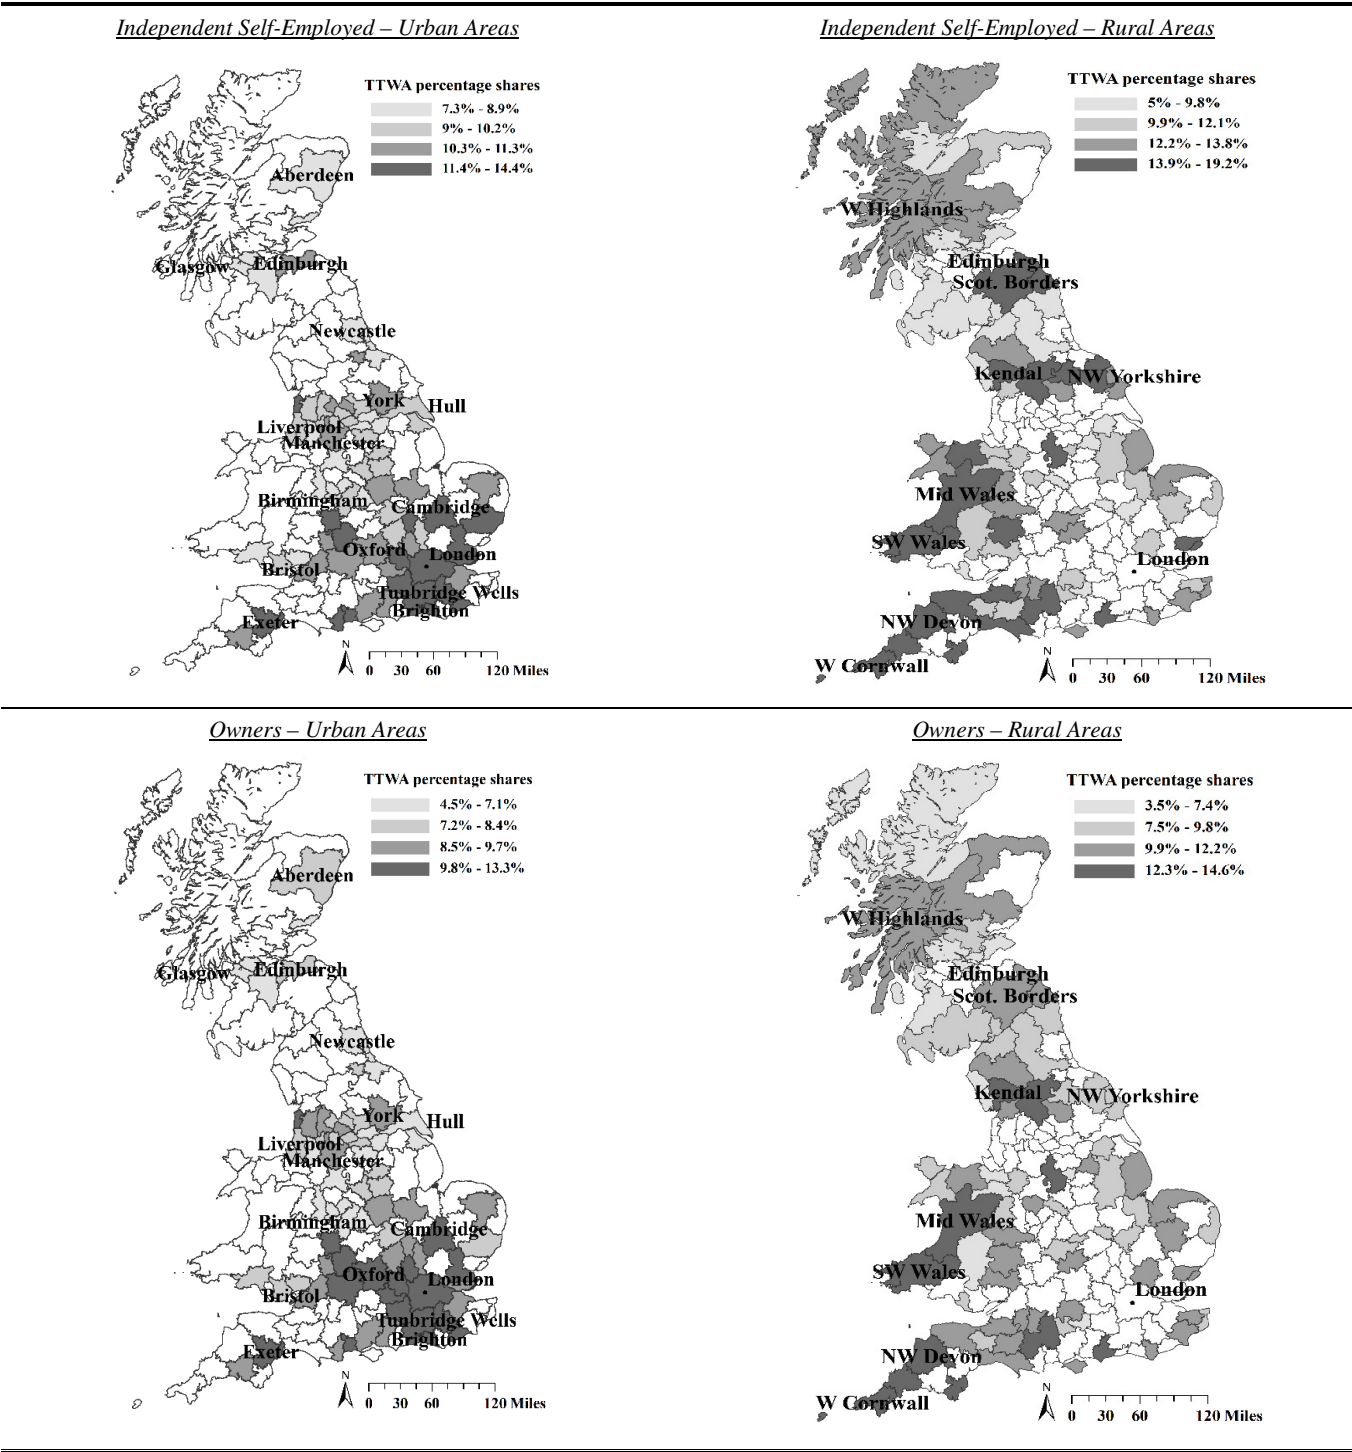 Independent Self-Employed – Urban Areas
TTWA percentage shares
7.3% - 8.9%
9% - 10.2%
10.3% - 11.3%
11.4% - 14.4%
Aberdeen
Glasgow
Edinburgh
Newcastle
York
Hull
Liverpool
Manchester
Birmingham
Cambridge
Oxford
London
Bristol
Tunbridge Wells
Brighton
Exeter
N
0 30 60 120 Miles
Independent Self-Employed – Rural Areas
TTWA percentage shares
5% - 9.8%
9.9% - 12.1%
12.2% - 13.8%
13.9% - 19.2%
W Highlands
Edinburgh
Scot. Borders
Kendal
NW Yorkshire
Mid Wales
SW Wales
London
NW Devon
W Cornwall
N
0 30 60 120 Miles
Owners – Urban Areas
TTWA percentage shares
4.5% - 7.1%
7.2% - 8.4%
8.5% - 9.7%
9.8% - 13.3%
Aberdeen
Glasgow
Edinburgh
Newcastle
York
Hull
Liverpool
Manchester
Birmingham
Cambridge
Oxford
London
Bristol
Tunbridge Wells
Brighton
Exeter
N
0 30 60 120 Miles
Owners – Rural Areas
TTWA percentage shares
3.5% - 7.4%
7.5% - 9.8%
9.9% - 12.2%
12.3% - 14.6%
W Highlands
Edinburgh
Scot. Borders
Kendal
NW Yorkshire
Mid Wales
SW Wales
London
NW Devon
W Cornwall
N
0 30 60 120 Miles